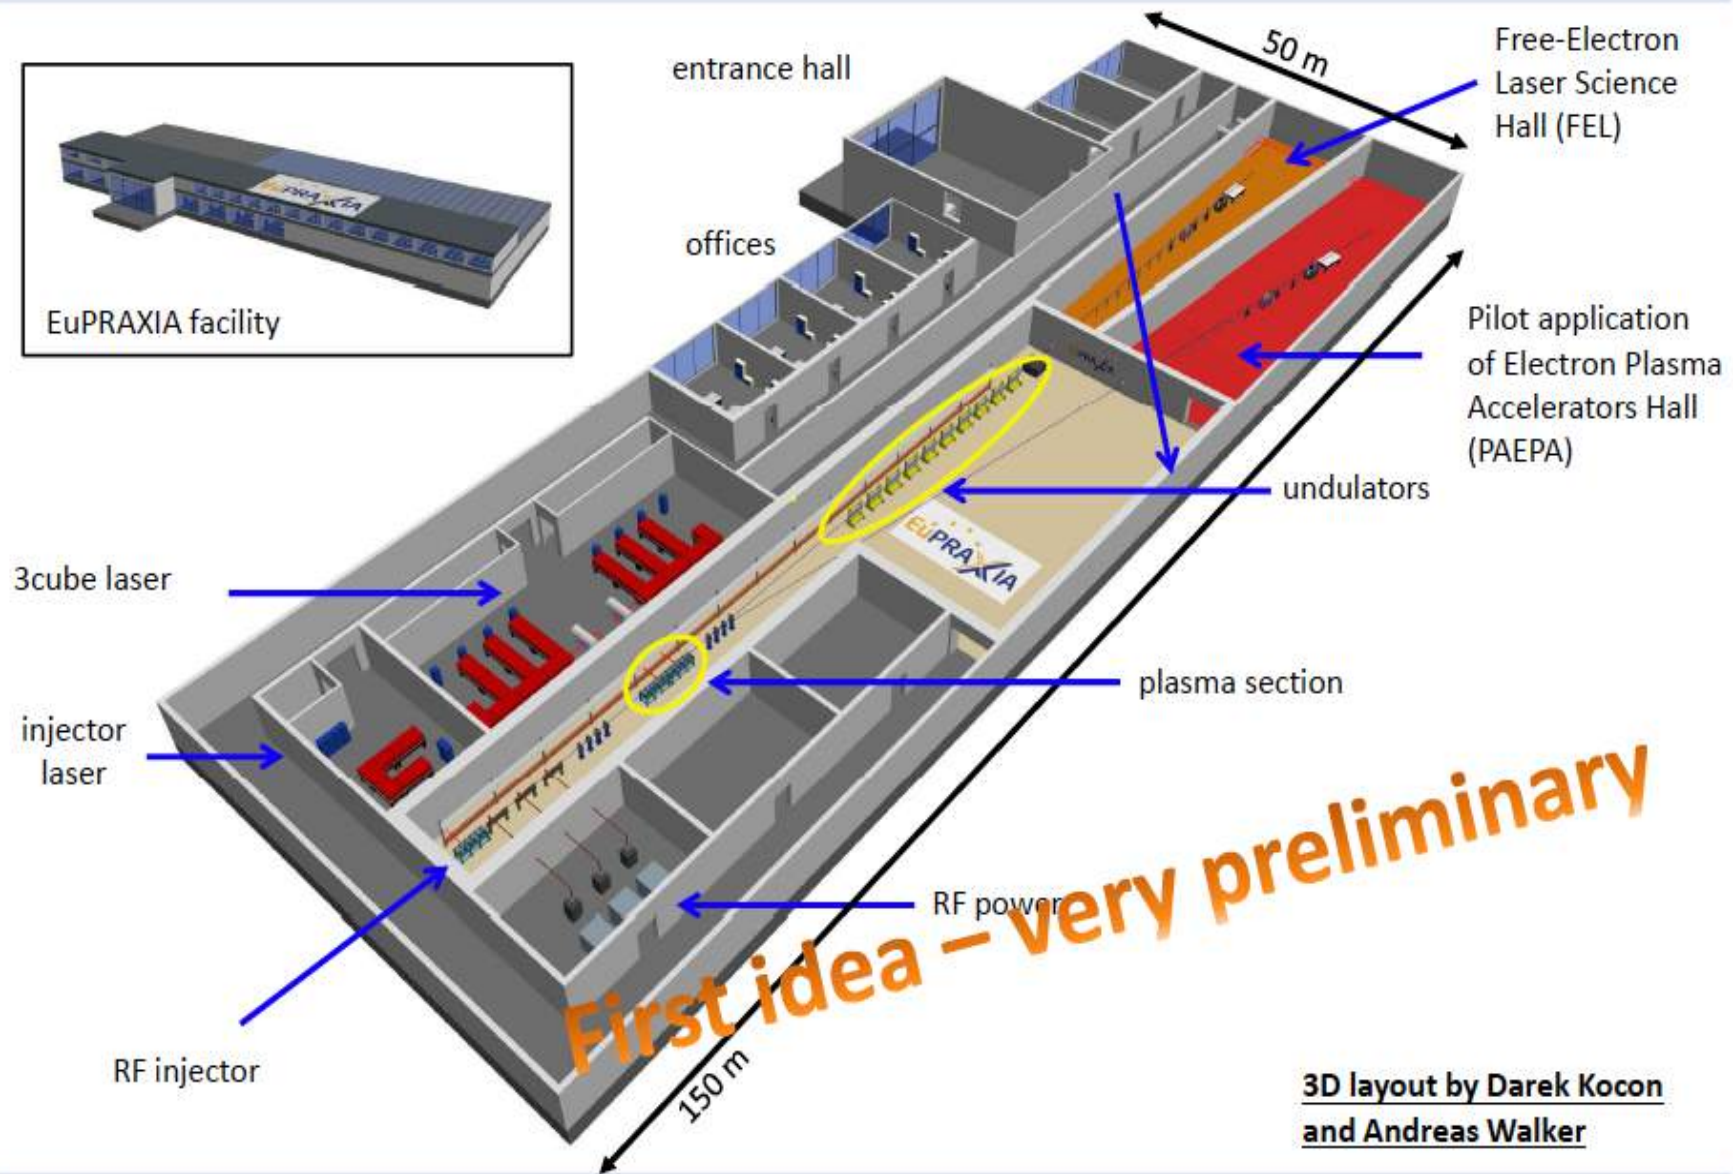 50 m
Free-Electron
Laser Science
Hall (FEL)
entrance hall
EuPRAXIA
EuPRAXIA facility
offices
Pilot application
of Electron Plasma
Accelerators Hall
(PAEPA)
undulators
EuPRAXIA
3cube laser
plasma section
injector
laser
RF power
First idea – very preliminary
RF injector
150 m
3D layout by Darek Kocon
and Andreas Walker